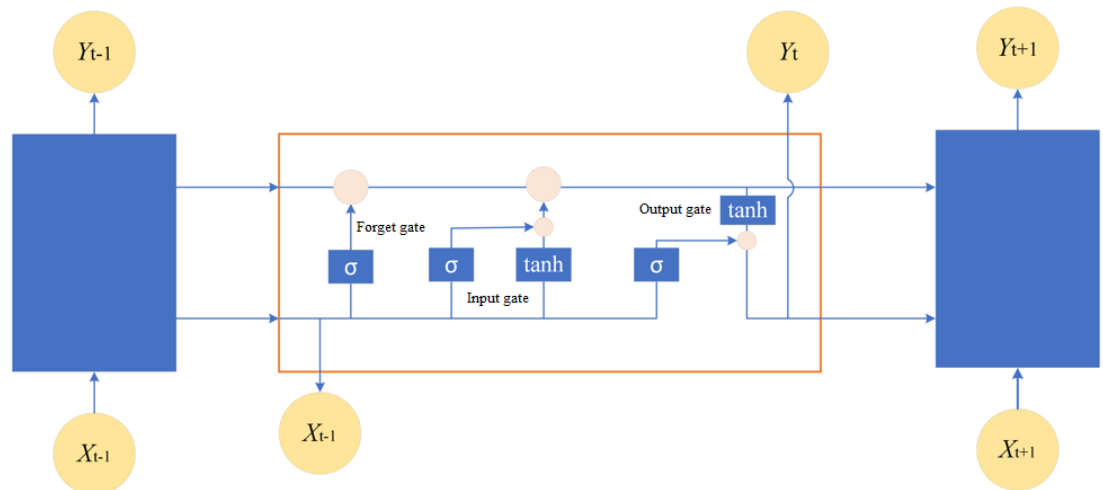 Yt-1
Yt
Yt+1
Output gate
tanh
Forget gate
σ
σ
tanh
σ
Input gate
Xt-1
Xt-1
Xt+1